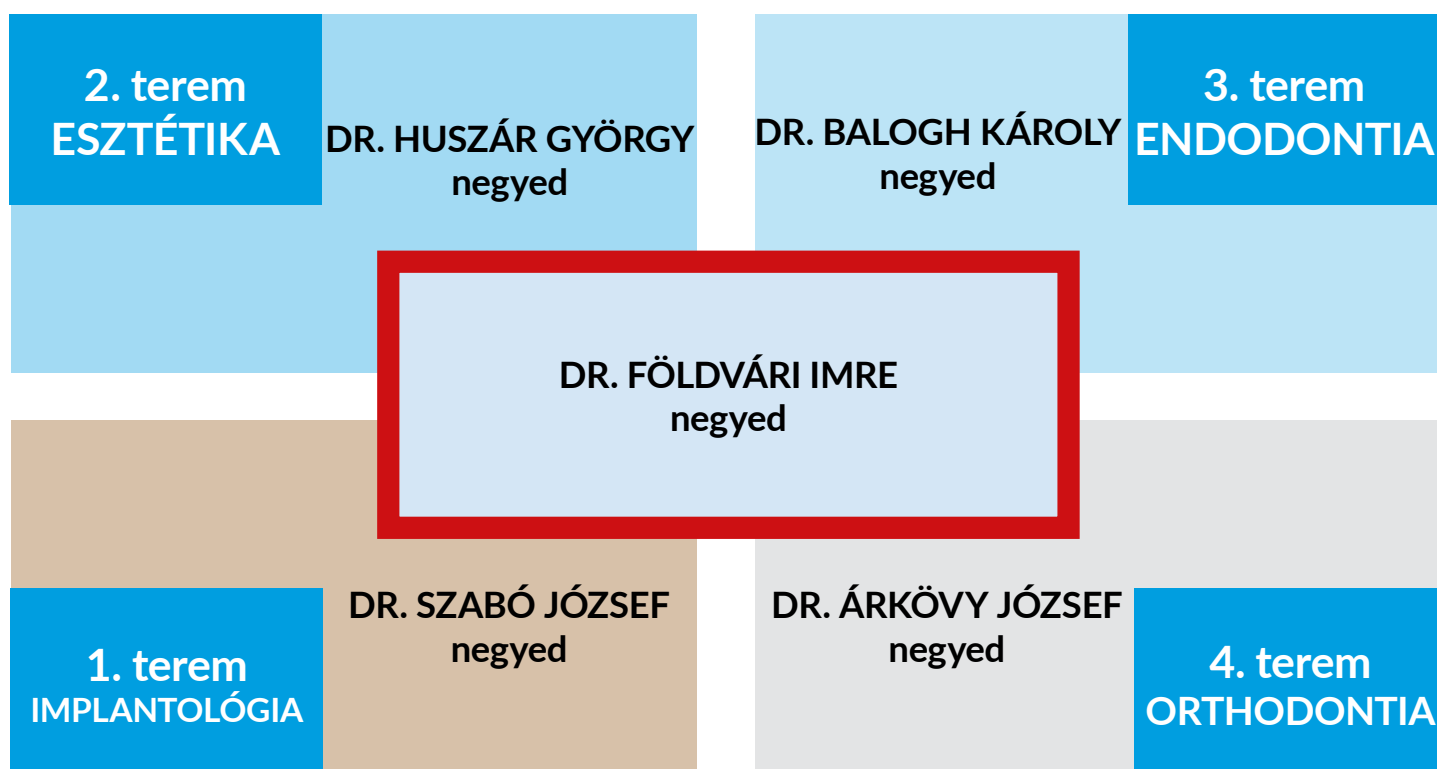 2. terem
ESZTÉTIKA
DR. HUSZÁR GYÖRGY
negyed
DR. BALOGH KÁROLY
negyed
3. terem
ENDODONTIA
DR. FÖLDVÁRI IMRE
negyed
1. terem
IMPLANTOLÓGIA
DR. SZABÓ JÓZSEF
negyed
DR. ÁRKÖVY JÓZSEF
negyed
4. terem
ORTHODONTIA